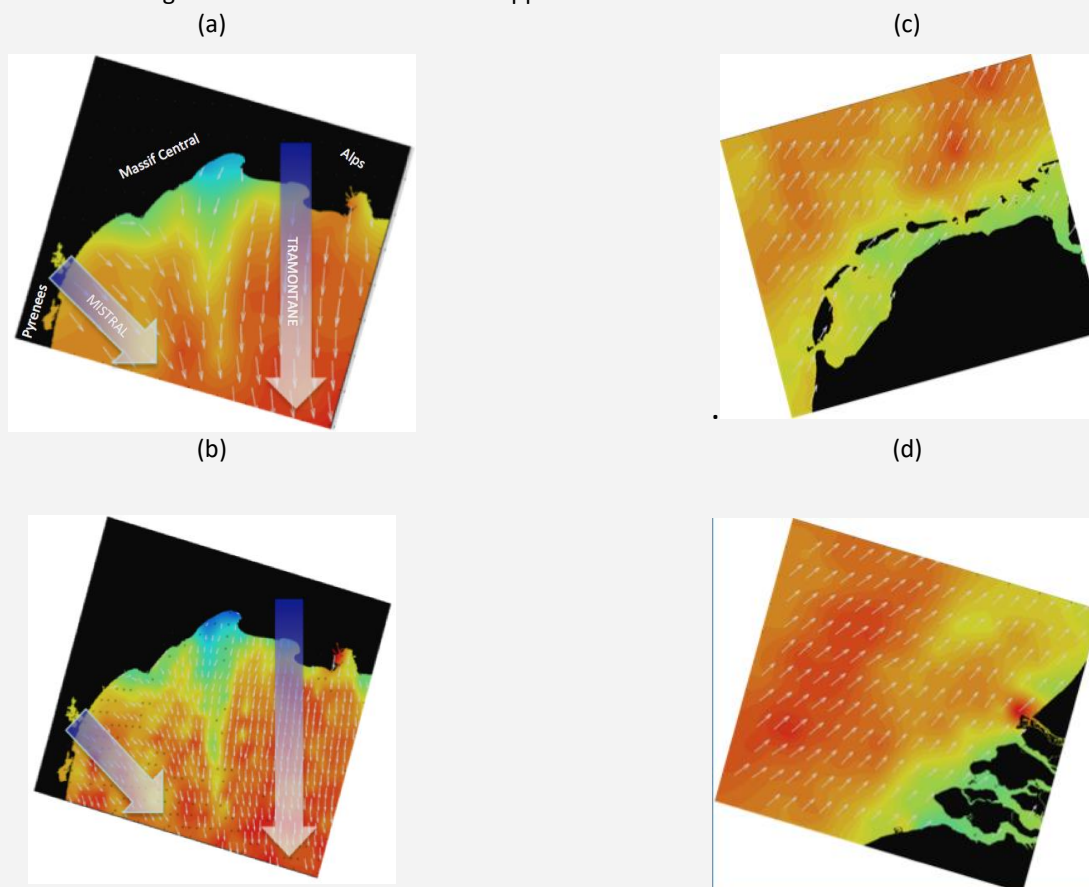 (a)
(c)
Massif Central
Alps
TRAMONTANE
Pyrenees
MISTRAL
(b)
(d)